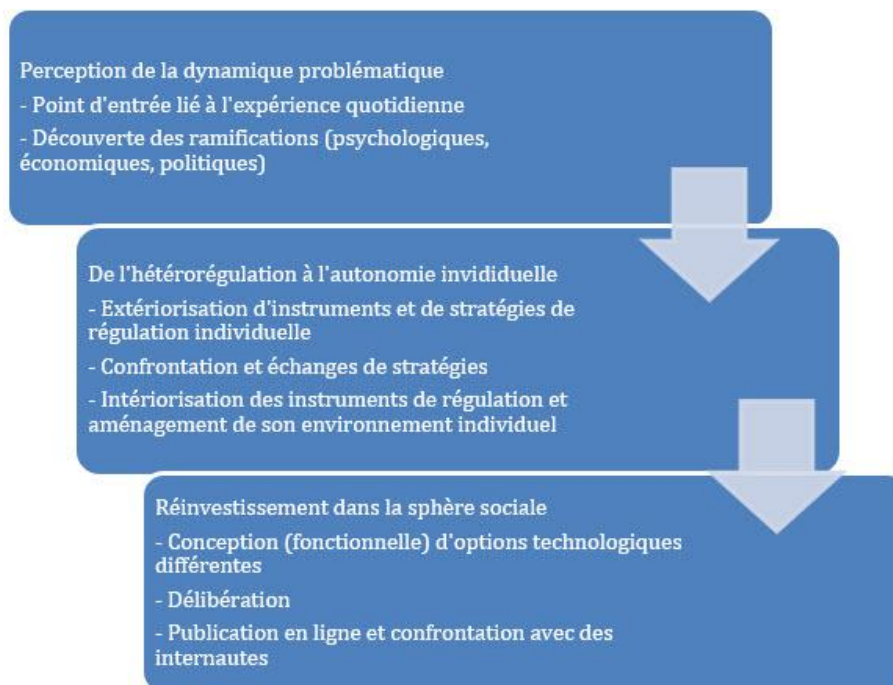 Perception de la dynamique problématique
- Point d'entrée lié à l'expérience quotidienne
- Découverte des ramifications (psychologiques,
économiques, politiques)
De l'hétérorégulation à l'autonomie invididuelle
- Extériorisation d'instruments et de stratégies de
régulation individuelle
- Confrontation et échanges de stratégies
- Intériorisation des instruments de régulation et
aménagement de son environnement individuel
Réinvestissement dans la sphère sociale
- Conception (fonctionnelle) d'options technologiques
différentes
- Délibération
- Publication en ligne et confrontation avec des
internautes